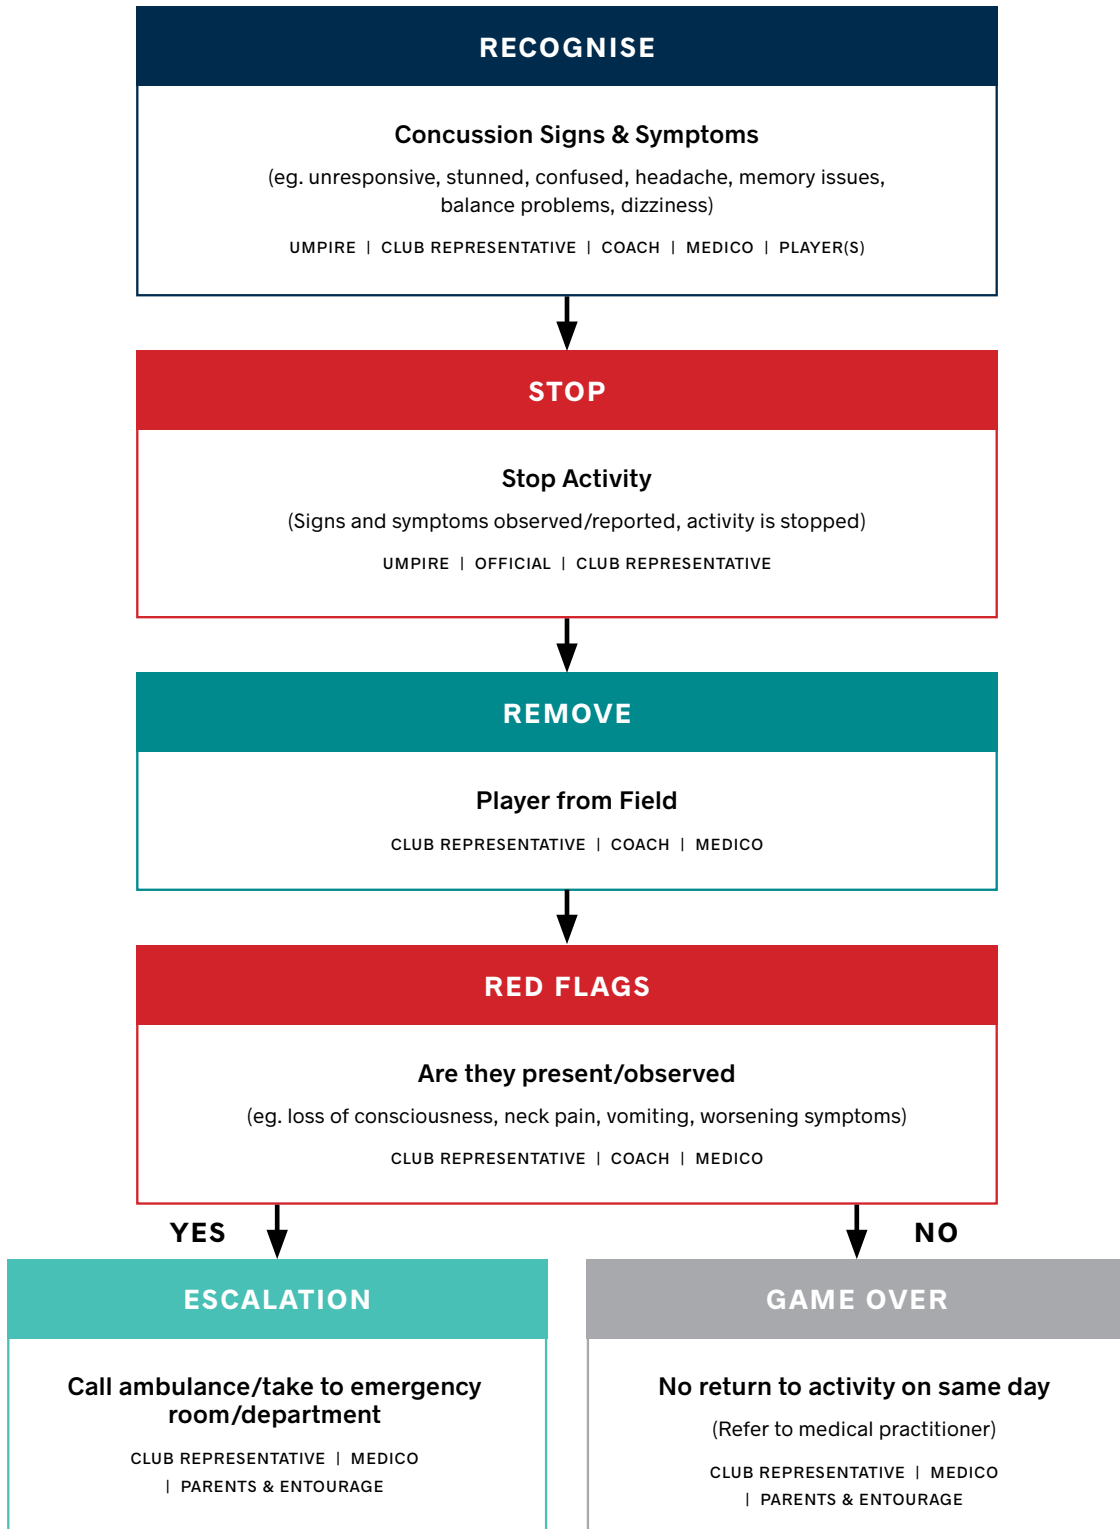 RECOGNISE
Concussion Signs & Symptoms
(eg. unresponsive, stunned, confused, headache, memory issues,
balance problems, dizziness)
UMPIRE | CLUB REPRESENTATIVE | COACH | MEDICO | PLAYER(S)
STOP
Stop Activity
(Signs and symptoms observed/reported, activity is stopped)
UMPIRE | OFFICIAL | CLUB REPRESENTATIVE
REMOVE
Player from Field
CLUB REPRESENTATIVE | COACH | MEDICO
RED FLAGS
Are they present/observed
(eg. loss of consciousness, neck pain, vomiting, worsening symptoms)
CLUB REPRESENTATIVE | COACH | MEDICO
YES
ESCALATION
Call ambulance/take to emergency
room/department
CLUB REPRESENTATIVE | MEDICO
| PARENTS & ENTOURAGE
NO
GAME OVER
No return to activity on same day
(Refer to medical practitioner)
CLUB REPRESENTATIVE | MEDICO
| PARENTS & ENTOURAGE